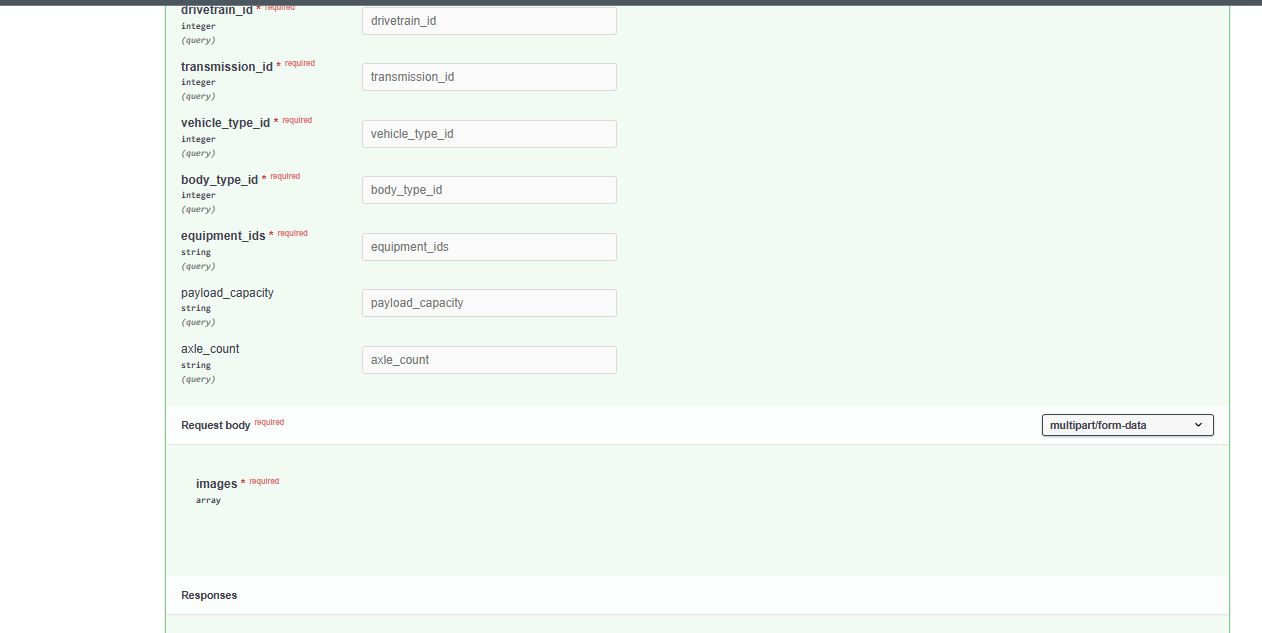 drivetrain_id * required
integer
(query)
drivetrain_id
transmission_id * required
integer
(query)
transmission_id
vehicle_type_id * required
integer
(query)
vehicle_type_id
body_type_id * required
integer
(query)
body_type_id
equipment_ids * required
string
(query)
equipment_ids
payload_capacity
string
(query)
payload_capacity
axle_count
string
(query)
axle_count
Request body required
multipart/form-data
images * required
array
Responses